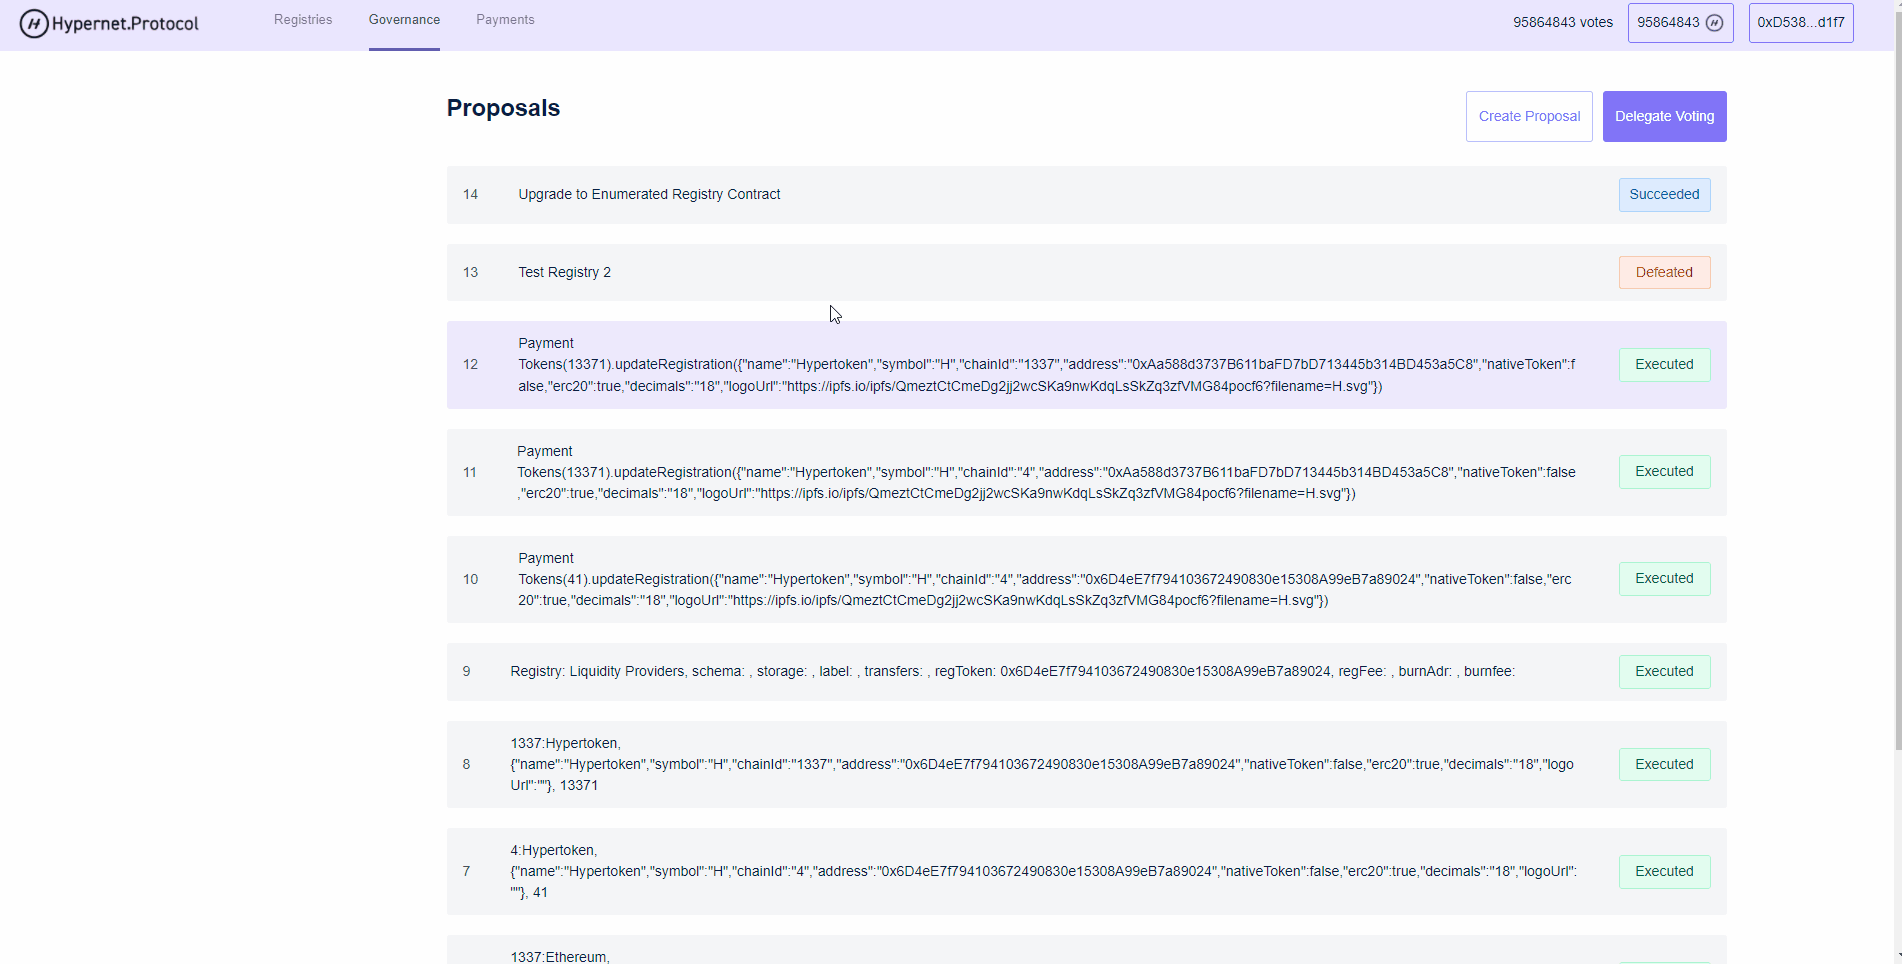 Hypernet.Protocol
Registries
Governance
Payments
95864843 votes
95864843
0xD538...d1f7
Proposals
Create Proposal
Delegate Voting
14
Upgrade to Enumerated Registry Contract
Succeeded
13
Test Registry 2
Defeated
12
Payment
Tokens(13371).updateRegistration({"name":"Hypertoken","symbol":"H","chainId":"1337","address":"0xAa588d3737B611baFD7bD713445b314BD453a5C8","nativeToken":f
alse,"erc20":true,"decimals":"18","logoUrl":"https://ipfs.io/ipfs/QmeztCtCmeDg2jj2wcSKa9nwKdqLsSkZq3zfVMG84pocf6?filename=H.svg"})
Executed
11
Payment
Tokens(13371).updateRegistration({"name":"Hypertoken","symbol":"H","chainId":"4","address":"0xAa588d3737B611baFD7bD713445b314BD453a5C8","nativeToken":false
,"erc20":true,"decimals":"18","logoUrl":"https://ipfs.io/ipfs/QmeztCtCmeDg2jj2wcSKa9nwKdqLsSkZq3zfVMG84pocf6?filename=H.svg"})
Executed
10
Payment
Tokens(41).updateRegistration({"name":"Hypertoken","symbol":"H","chainId":"4","address":"0x6D4eE7f794103672490830e15308A99eB7a89024","nativeToken":false,"erc
20":true,"decimals":"18","logoUrl":"https://ipfs.io/ipfs/QmeztCtCmeDg2jj2wcSKa9nwKdqLsSkZq3zfVMG84pocf6?filename=H.svg"})
Executed
9
Registry: Liquidity Providers, schema: , storage: , label: , transfers: , regToken: 0x6D4eE7f794103672490830e15308A99eB7a89024, regFee: , burnAdr: , burnfee:
Executed
8
1337:Hypertoken,
{"name":"Hypertoken","symbol":"H","chainId":"1337","address":"0x6D4eE7f794103672490830e15308A99eB7a89024","nativeToken":false,"erc20":true,"decimals":"18","logo
Url":""}, 13371
Executed
7
4:Hypertoken,
{"name":"Hypertoken","symbol":"H","chainId":"4","address":"0x6D4eE7f794103672490830e15308A99eB7a89024","nativeToken":false,"erc20":true,"decimals":"18","logoUrl":
""}, 41
Executed
1337:Ethereum,